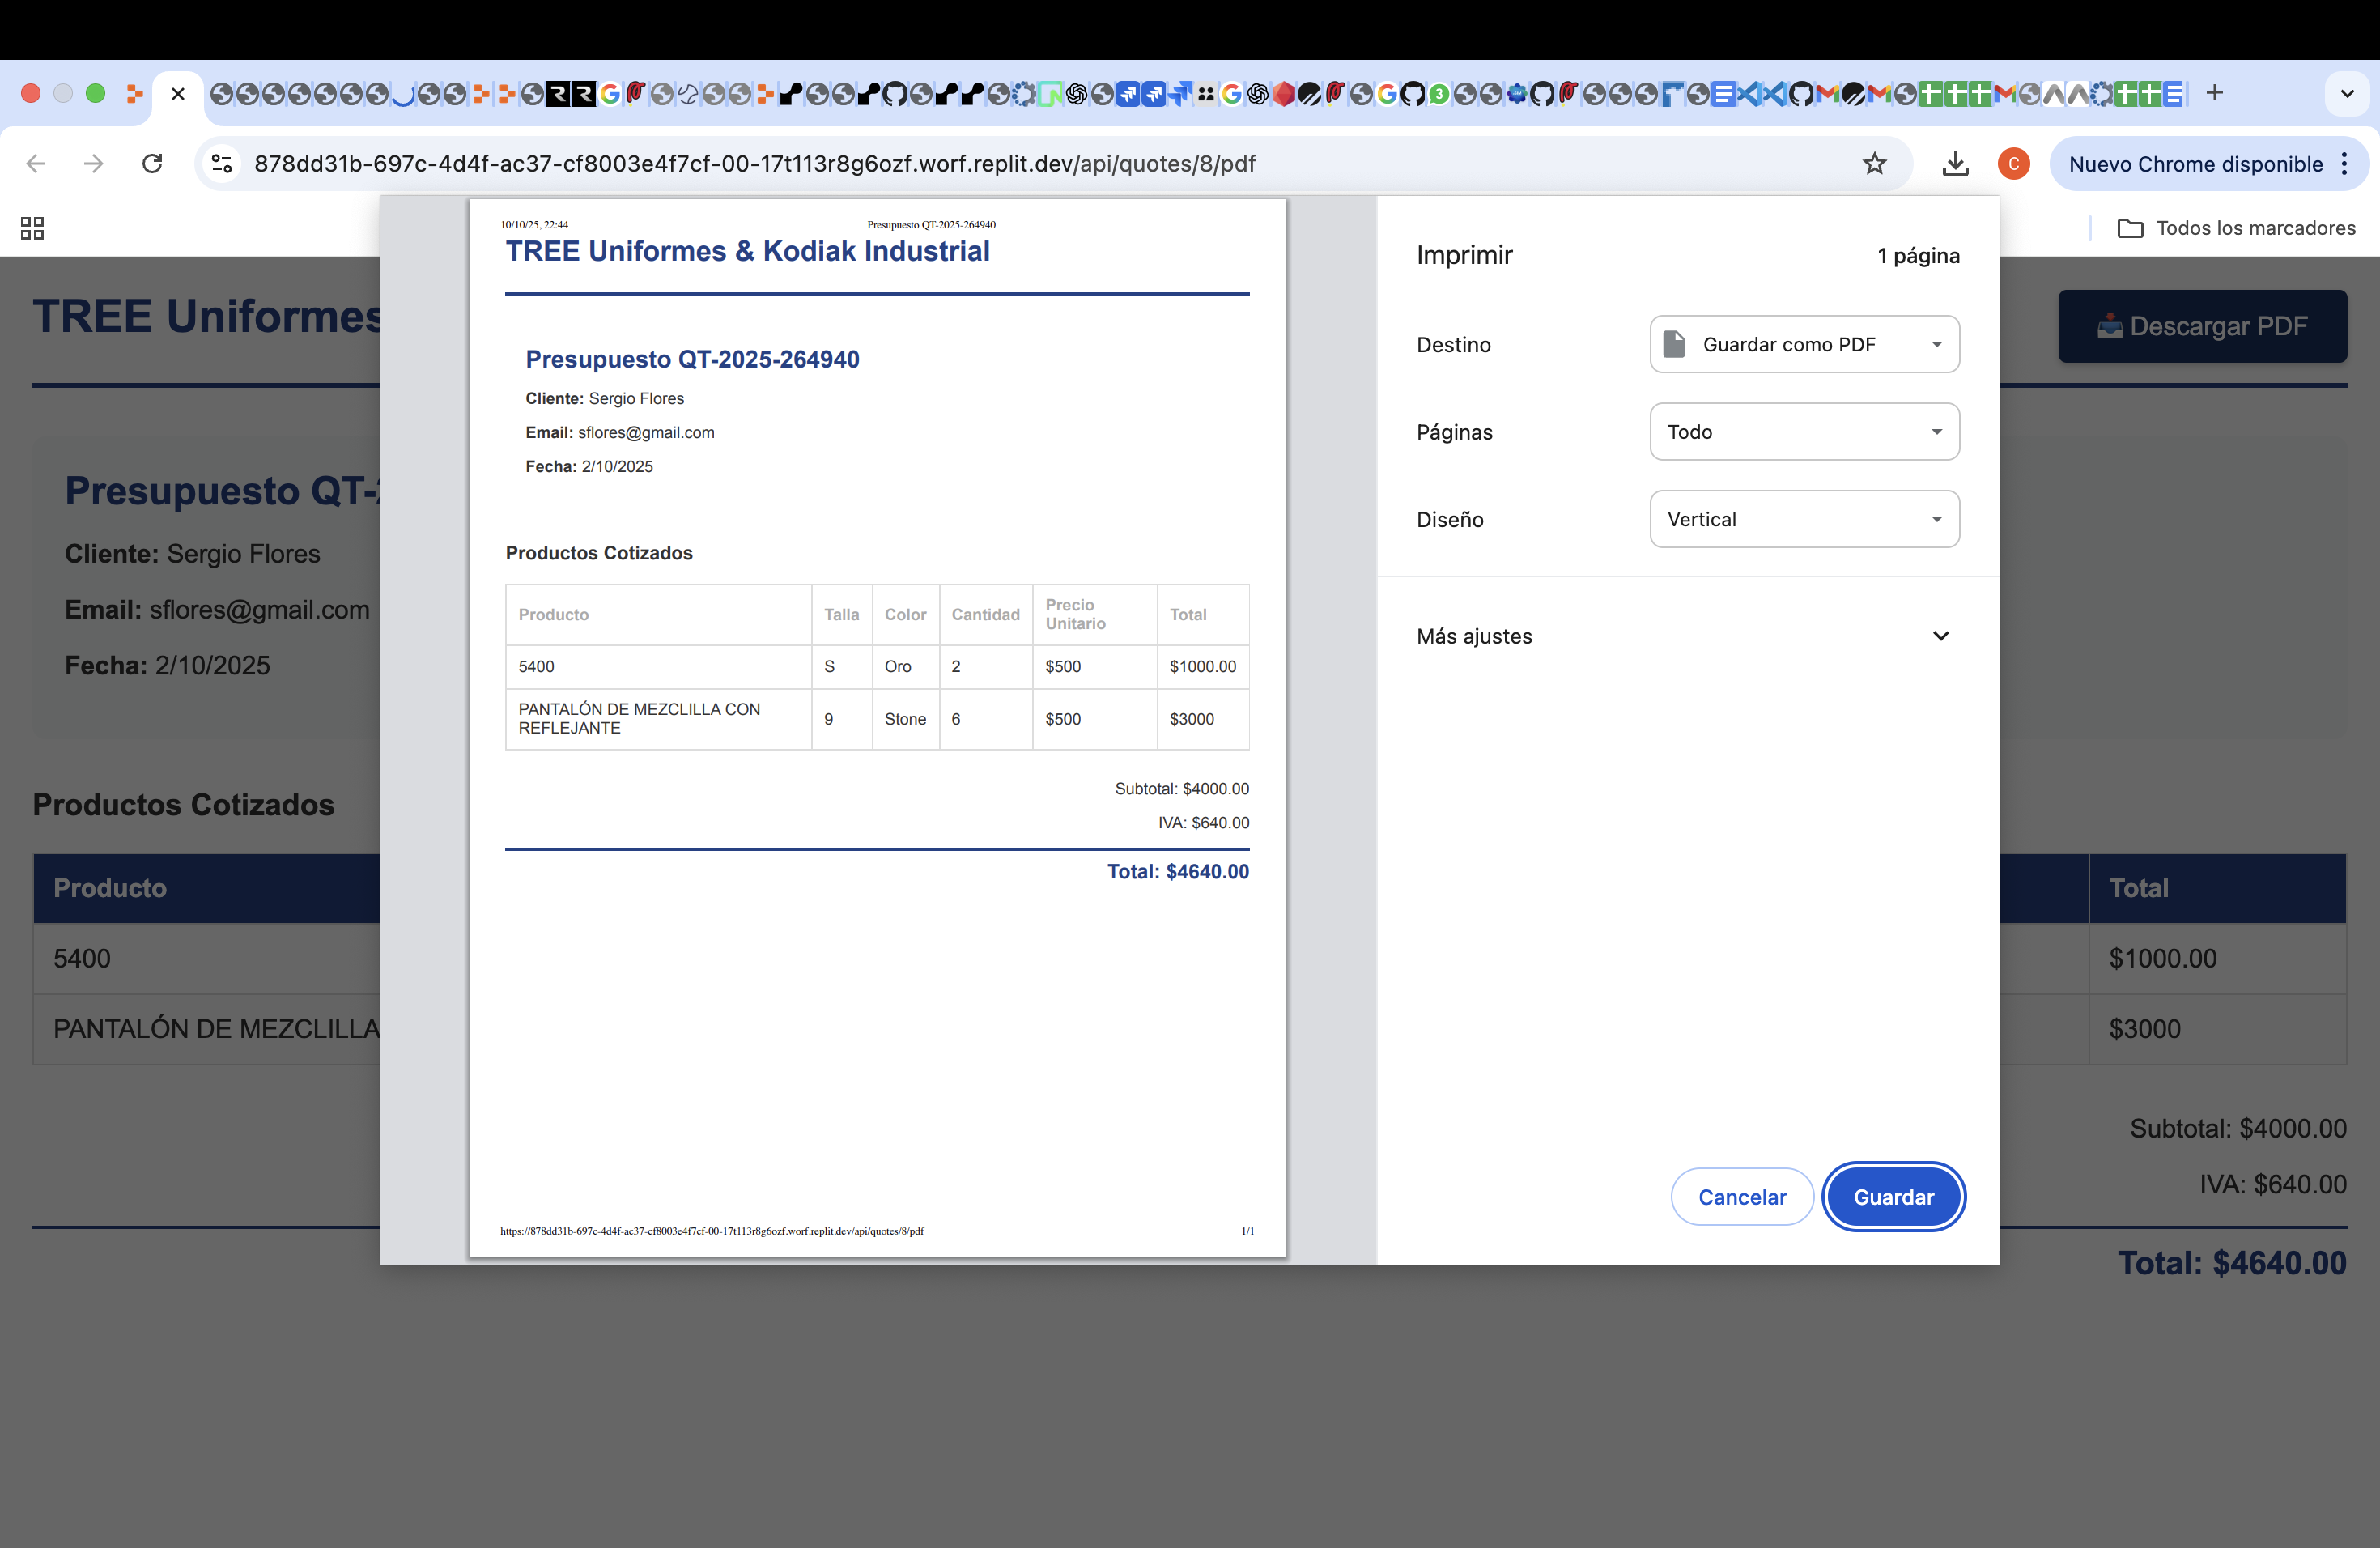 878dd31b-697c-4d4f-ac37-cf8003e4f7cf-00-17t113r8g6ozf.worf.replit.dev/api/quotes/8/pdf
C
Nuevo Chrome disponible
Todos los marcadores
TREE Uniformes
📥 Descargar PDF
Presupuesto QT-2
Cliente: Sergio Flores
Email: sflores@gmail.com
Fecha: 2/10/2025
Productos Cotizados
Producto
Total
5400
$1000.00
PANTALÓN DE MEZCLILLA
$3000
Subtotal: $4000.00
IVA: $640.00
Total: $4640.00
10/10/25, 22:44
Presupuesto QT-2025-264940
TREE Uniformes & Kodiak Industrial
Presupuesto QT-2025-264940
Cliente: Sergio Flores
Email: sflores@gmail.com
Fecha: 2/10/2025
Productos Cotizados
Producto Talla Color Cantidad Precio Unitario Total
5400 S Oro 2 $500 $1000.00
PANTALÓN DE MEZCLILLA CON
REFLEJANTE 9 Stone 6 $500 $3000
Subtotal: $4000.00
IVA: $640.00
Total: $4640.00
https://878dd31b-697c-4d4f-ac37-cf8003e4f7cf-00-17t113r8g6ozf.worf.replit.dev/api/quotes/8/pdf
1/1
Imprimir
1 página
Destino
Guardar como PDF
Páginas
Todo
Diseño
Vertical
Más ajustes
Cancelar
Guardar